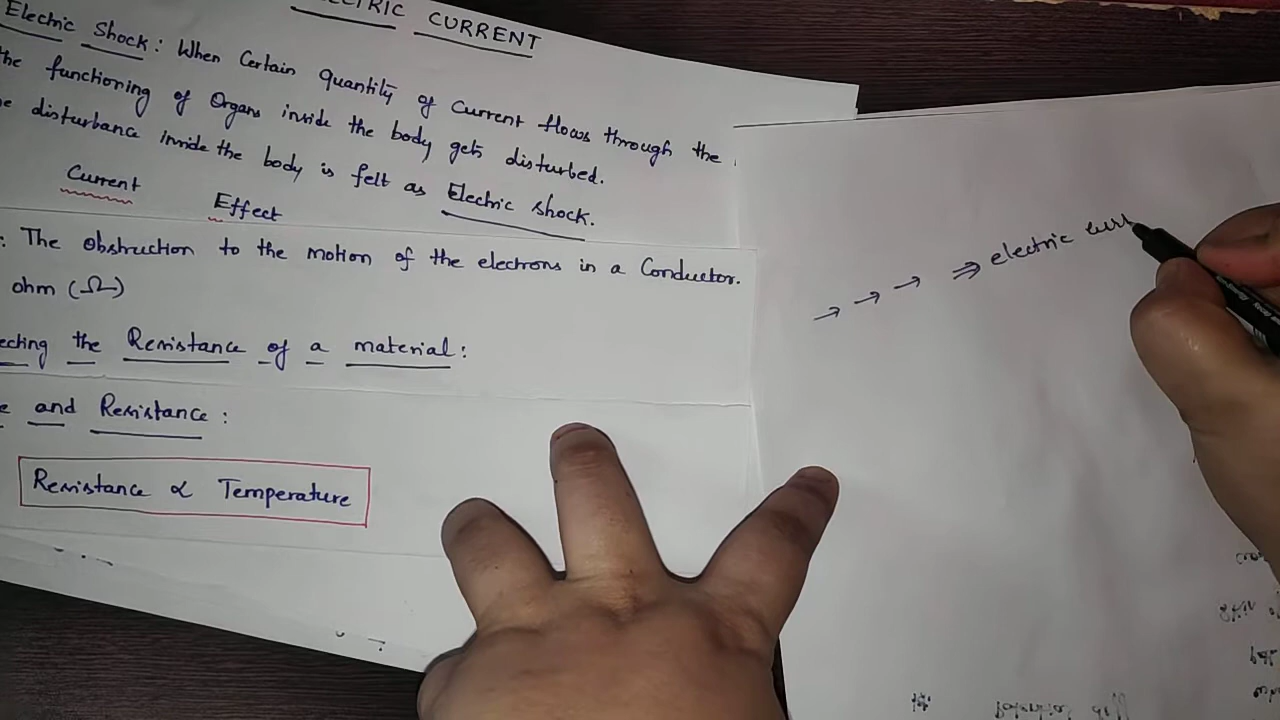 CTRIC CURRENT
Electric Shock: When Certain quantity of Current flows through the
the functioning of Organs inside the body gets disturbed.
disturbance inside the body is felt as Electric shock.
Current Effect
: The obstruction to the motion of the electrons in a Conductor.
ohm (Ω)
ecting the Resistance of a material:
and Resistance:
Resistance ∝ Temperature
→ → → ⇒ electric curr